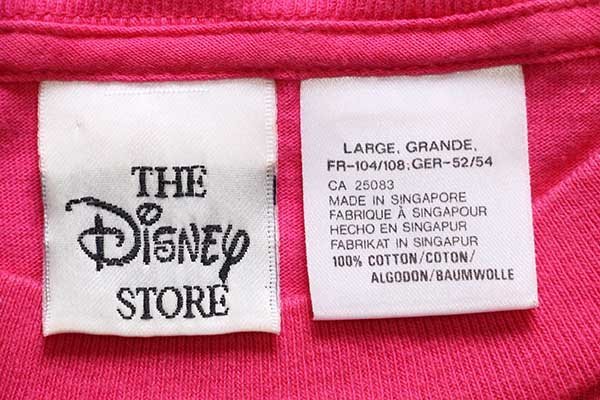 THE
Disney
STORE
LARGE, GRANDE,
FR-104/108, GER-52/54
CA 25083
MADE IN SINGAPORE
FABRIQUE À SINGAPOUR
HECHO EN SINGAPUR
FABRIKAT IN SINGAPUR
100% COTTON/COTON/
ALGODON/BAUMWOLLE